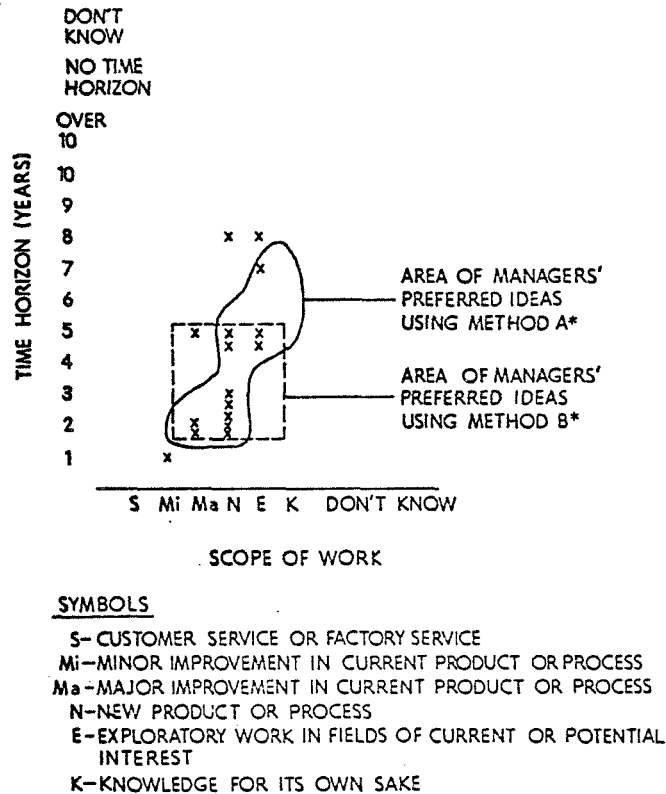 DON'T
KNOW
NO TIME
HORIZON
OVER
10
10
9
8
7
6
5
4
3
2
1
TIME HORIZON (YEARS)
AREA OF MANAGERS'
PREFERRED IDEAS
USING METHOD A*
AREA OF MANAGERS'
PREFERRED IDEAS
USING METHOD B*
S Mi Ma N E K DON'T KNOW
SCOPE OF WORK
SYMBOLS
S-CUSTOMER SERVICE OR FACTORY SERVICE
Mi-MINOR IMPROVEMENT IN CURRENT PRODUCT OR PROCESS
Ma-MAJOR IMPROVEMENT IN CURRENT PRODUCT OR PROCESS
N-NEW PRODUCT OR PROCESS
E-EXPLORATORY WORK IN FIELDS OF CURRENT OR POTENTIAL
INTEREST
K-KNOWLEDGE FOR ITS OWN SAKE